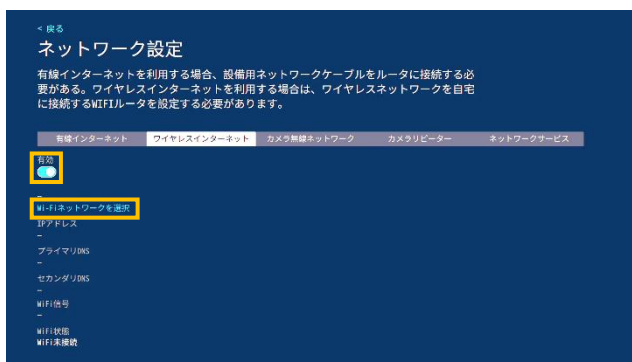 < 戻る
ネットワーク設定
有線インターネットを利用する場合、設備用ネットワークケーブルをルータに接続する必
要がある。ワイヤレスインターネットを利用する場合は、ワイヤレスネットワークを自宅
に接続するWIFIルータを設定する必要があります。
有線インターネット ワイヤレスインターネット カメラ無線ネットワーク カメラリピーター ネットワークサービス
有効
–
Wi-Fiネットワークを選択
IPアドレス
–
プライマリDNS
–
セカンダリDNS
–
WiFi信号
–
WiFi状態
WiFi未接続